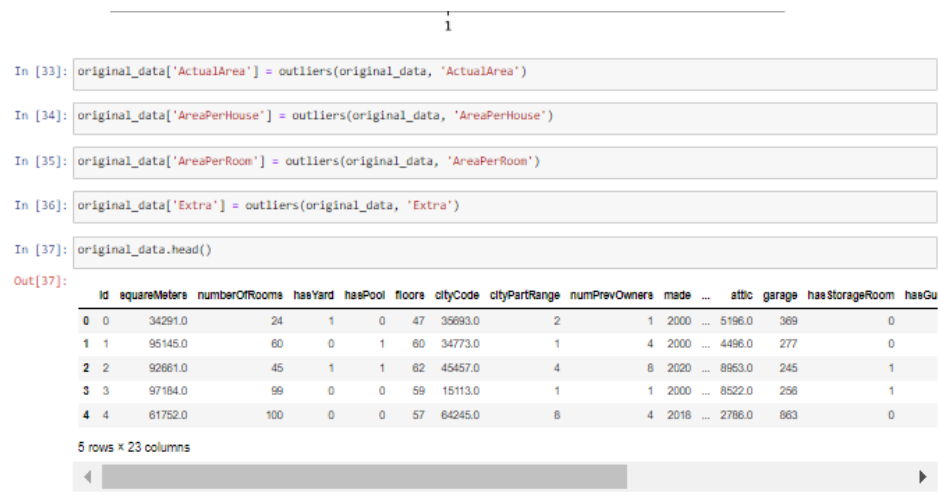 1
In [33]: original_data['ActualArea'] = outliers(original_data, 'ActualArea')
In [34]: original_data['AreaPerHouse'] = outliers(original_data, 'AreaPerHouse')
In [35]: original_data['AreaPerRoom'] = outliers(original_data, 'AreaPerRoom')
In [36]: original_data['Extra'] = outliers(original_data, 'Extra')
In [37]: original_data.head()
Out[37]:
id squareMeters numberOfRooms hasYard hasPool floors cityCode cityPartRange numPrevOwners made ... attic garage hasStorageRoom hasGu
0 0 34291.0 24 1 0 47 35693.0 2 1 2000 ... 5196.0 369 0
1 1 95145.0 60 0 1 60 34773.0 1 4 2000 ... 4496.0 277 0
2 2 92661.0 45 1 1 62 45457.0 4 8 2020 ... 8953.0 245 1
3 3 97184.0 99 0 0 59 15113.0 1 1 2000 ... 8522.0 256 1
4 4 61752.0 100 0 0 57 64245.0 8 4 2018 ... 2786.0 863 0
5 rows × 23 columns